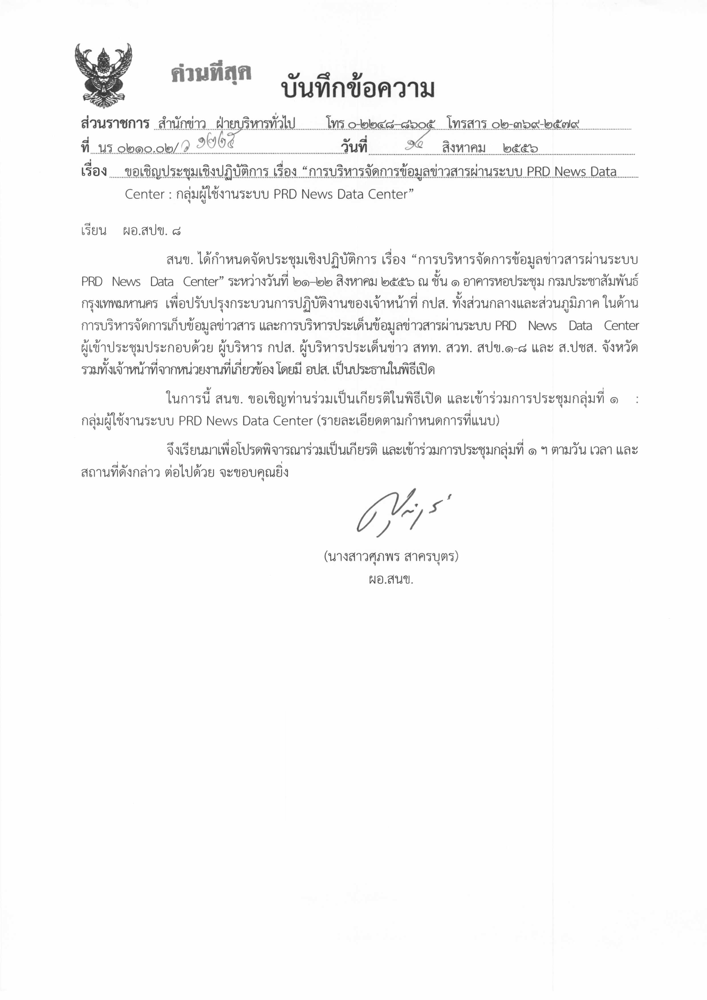 ด่วนที่สุด
บันทึกข้อความ
ส่วนราชการ สำนักข่าว ฝ่ายบริหารทั่วไป โทร ๐-๒๒๔๘-๘๖๐๕ โทรสาร ๐๒-๓๖๙-๒๕๗๙
ที่ นร ๐๒๑๐.๐๒/ว วันที่ ๑๔ สิงหาคม ๒๕๕๖
เรื่อง ขอเชิญประชุมเชิงปฏิบัติการ เรื่อง “การบริหารจัดการข้อมูลข่าวสารผ่านระบบ PRD News Data
Center : กลุ่มผู้ใช้งานระบบ PRD News Data Center”
เรียน ผอ.สปข. ๘
สนข. ได้กำหนดจัดประชุมเชิงปฏิบัติการ เรื่อง “การบริหารจัดการข้อมูลข่าวสารผ่านระบบ
PRD News Data Center” ระหว่างวันที่ ๒๑–๒๒ สิงหาคม ๒๕๕๖ ณ ชั้น ๑ อาคารหอประชุม กรมประชาสัมพันธ์
กรุงเทพมหานคร เพื่อปรับปรุงกระบวนการปฏิบัติงานของเจ้าหน้าที่ กปส. ทั้งส่วนกลางและส่วนภูมิภาค ในด้าน
การบริหารจัดการเก็บข้อมูลข่าวสาร และการบริหารประเด็นข้อมูลข่าวสารผ่านระบบ PRD News Data Center
ผู้เข้าประชุมประกอบด้วย ผู้บริหาร กปส. ผู้บริหารประเด็นข่าว สทท. สวท. สปข.๑-๘ และ ส.ปชส. จังหวัด
รวมทั้งเจ้าหน้าที่จากหน่วยงานที่เกี่ยวข้อง โดยมี อปส. เป็นประธานในพิธีเปิด
ในการนี้ สนข. ขอเชิญท่านร่วมเป็นเกียรติในพิธีเปิด และเข้าร่วมการประชุมกลุ่มที่ ๑ :
กลุ่มผู้ใช้งานระบบ PRD News Data Center (รายละเอียดตามกำหนดการที่แนบ)
จึงเรียนมาเพื่อโปรดพิจารณาร่วมเป็นเกียรติ และเข้าร่วมการประชุมกลุ่มที่ ๑ ฯ ตามวัน เวลา และ
สถานที่ดังกล่าว ต่อไปด้วย จะขอบคุณยิ่ง
(นางสาวศุภพร สาครบุตร)
ผอ.สนข.